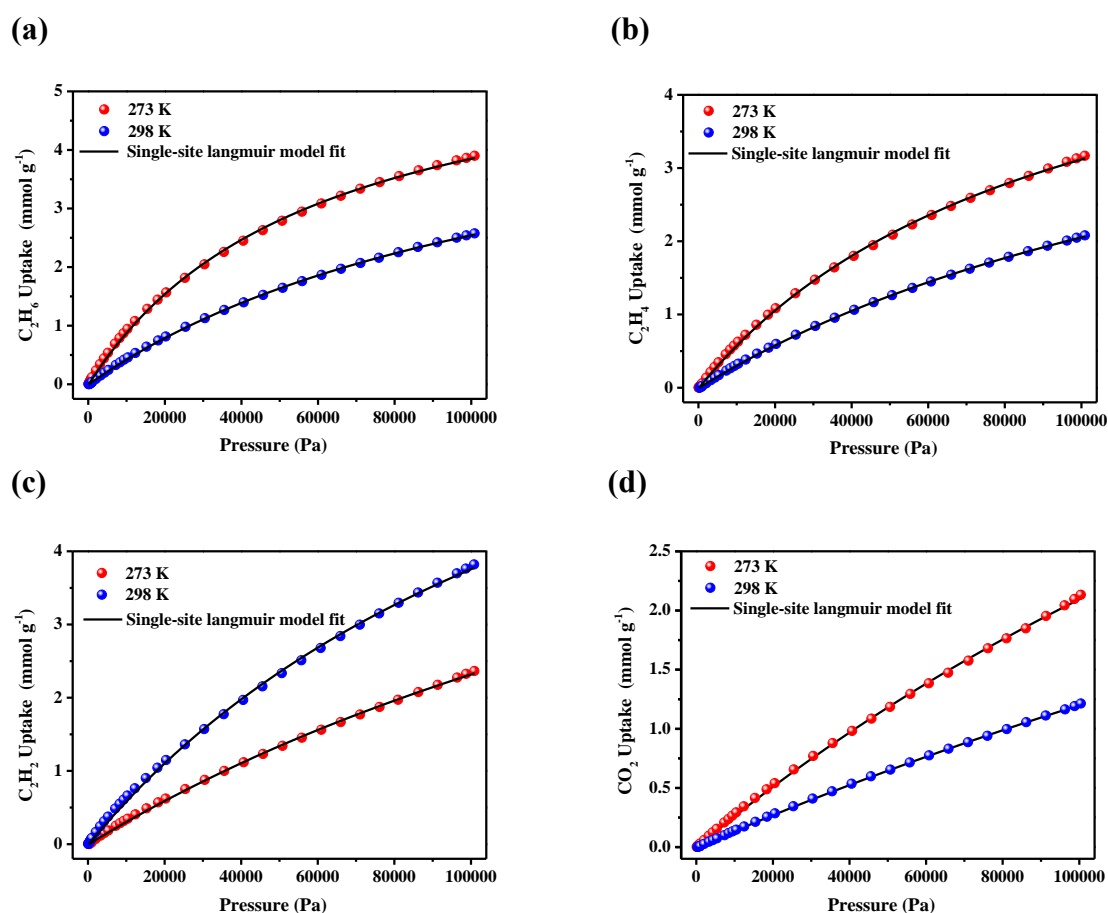 (a)
5
4
3
2
1
0
C₂H₆ Uptake (mmol g⁻¹)
273 K
298 K
Single-site langmuir model fit
0 20000 40000 60000 80000 100000
Pressure (Pa)
(b)
4
3
2
1
0
C₂H₄ Uptake (mmol g⁻¹)
273 K
298 K
Single-site langmuir model fit
0 20000 40000 60000 80000 100000
Pressure (Pa)
(c)
4
3
2
1
0
C₂H₂ Uptake (mmol g⁻¹)
273 K
298 K
Single-site langmuir model fit
0 20000 40000 60000 80000 100000
Pressure (Pa)
(d)
2.5
2.0
1.5
1.0
0.5
0.0
CO₂ Uptake (mmol g⁻¹)
273 K
298 K
Single-site langmuir model fit
0 20000 40000 60000 80000 100000
Pressure (Pa)